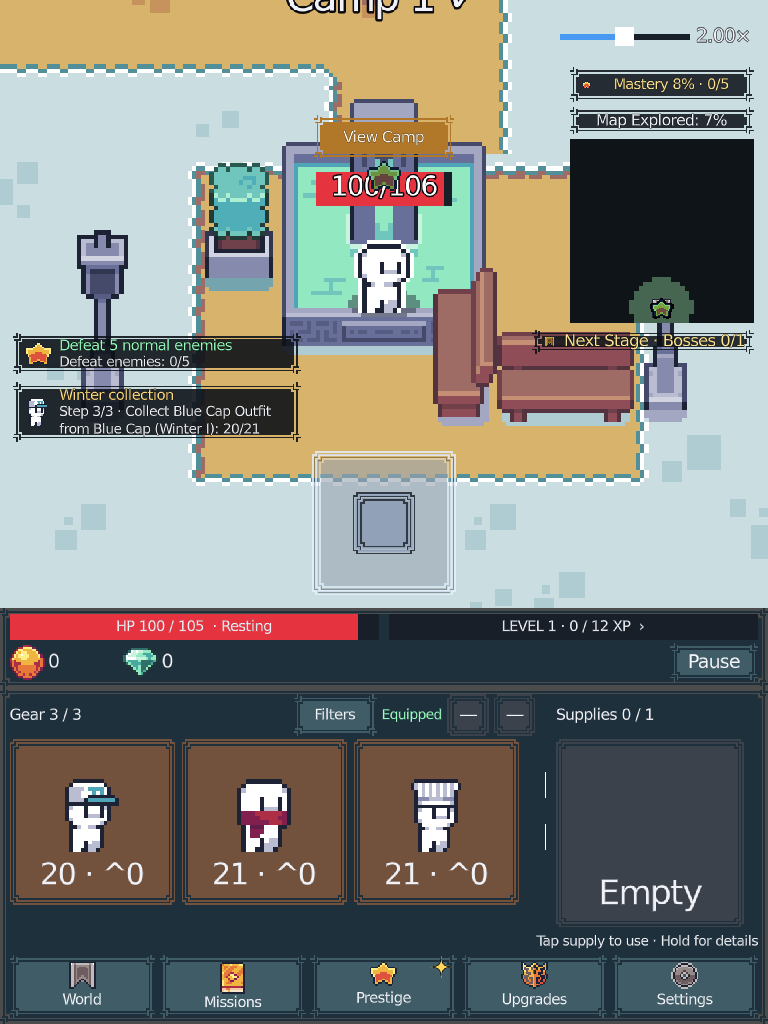 Camp 1 ✓
2.00×
Mastery 8% · 0/5
Map Explored: 7%
View Camp
100/106
Defeat 5 normal enemies
Defeat enemies: 0/5
Next Stage · Bosses 0/1
Winter collection
Step 3/3 · Collect Blue Cap Outfit
from Blue Cap (Winter I): 20/21
HP 100 / 105 · Resting
LEVEL 1 · 0 / 12 XP ›
0
0
Pause
Gear 3 / 3
Filters
Equipped
—
—
Supplies 0 / 1
20 · ^0
21 · ^0
21 · ^0
Empty
Tap supply to use · Hold for details
World
Missions
Prestige
Upgrades
Settings